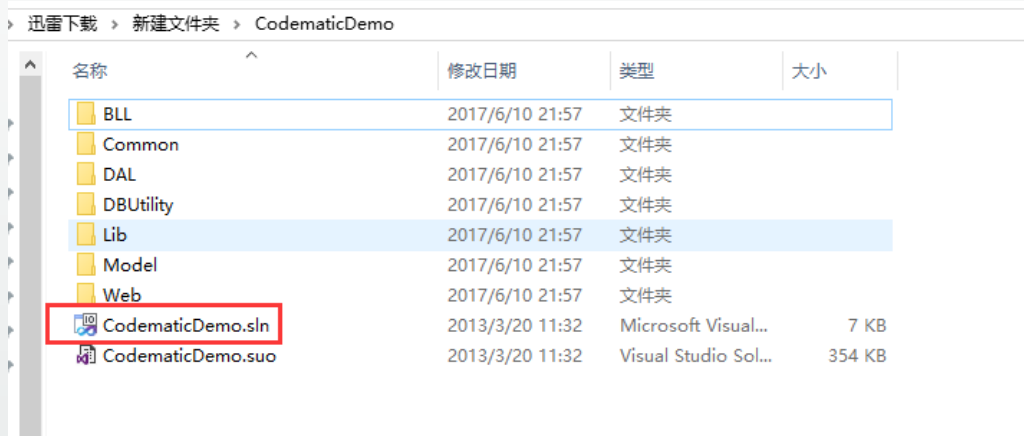 迅雷下载 › 新建文件夹 › CodematicDemo
名称 修改日期 类型 大小
BLL 2017/6/10 21:57 文件夹
Common 2017/6/10 21:57 文件夹
DAL 2017/6/10 21:57 文件夹
DBUtility 2017/6/10 21:57 文件夹
Lib 2017/6/10 21:57 文件夹
Model 2017/6/10 21:57 文件夹
Web 2017/6/10 21:57 文件夹
CodematicDemo.sln 2013/3/20 11:32 Microsoft Visual... 7 KB
CodematicDemo.suo 2013/3/20 11:32 Visual Studio Sol... 354 KB